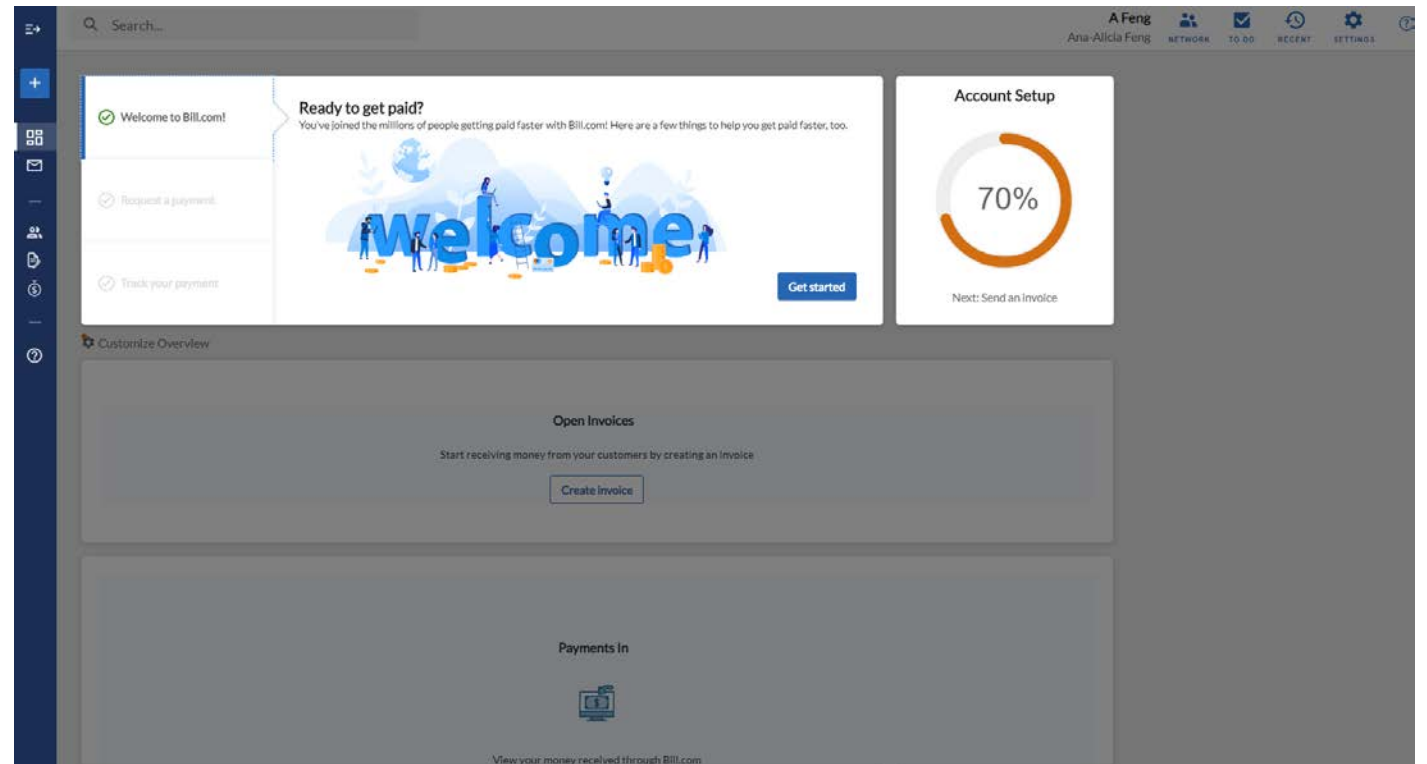 Search...
A Feng
Ana-Alicia Feng
NETWORK
TO DO
RECENT
SETTINGS
Welcome to Bill.com!
Request a payment
Track your payment
Ready to get paid?
You've joined the millions of people getting paid faster with Bill.com! Here are a few things to help you get paid faster, too.
welcome
Get started
Account Setup
70%
Next: Send an invoice
Customize Overview
Open Invoices
Start receiving money from your customers by creating an invoice
Create invoice
Payments In
View your money received through Bill.com